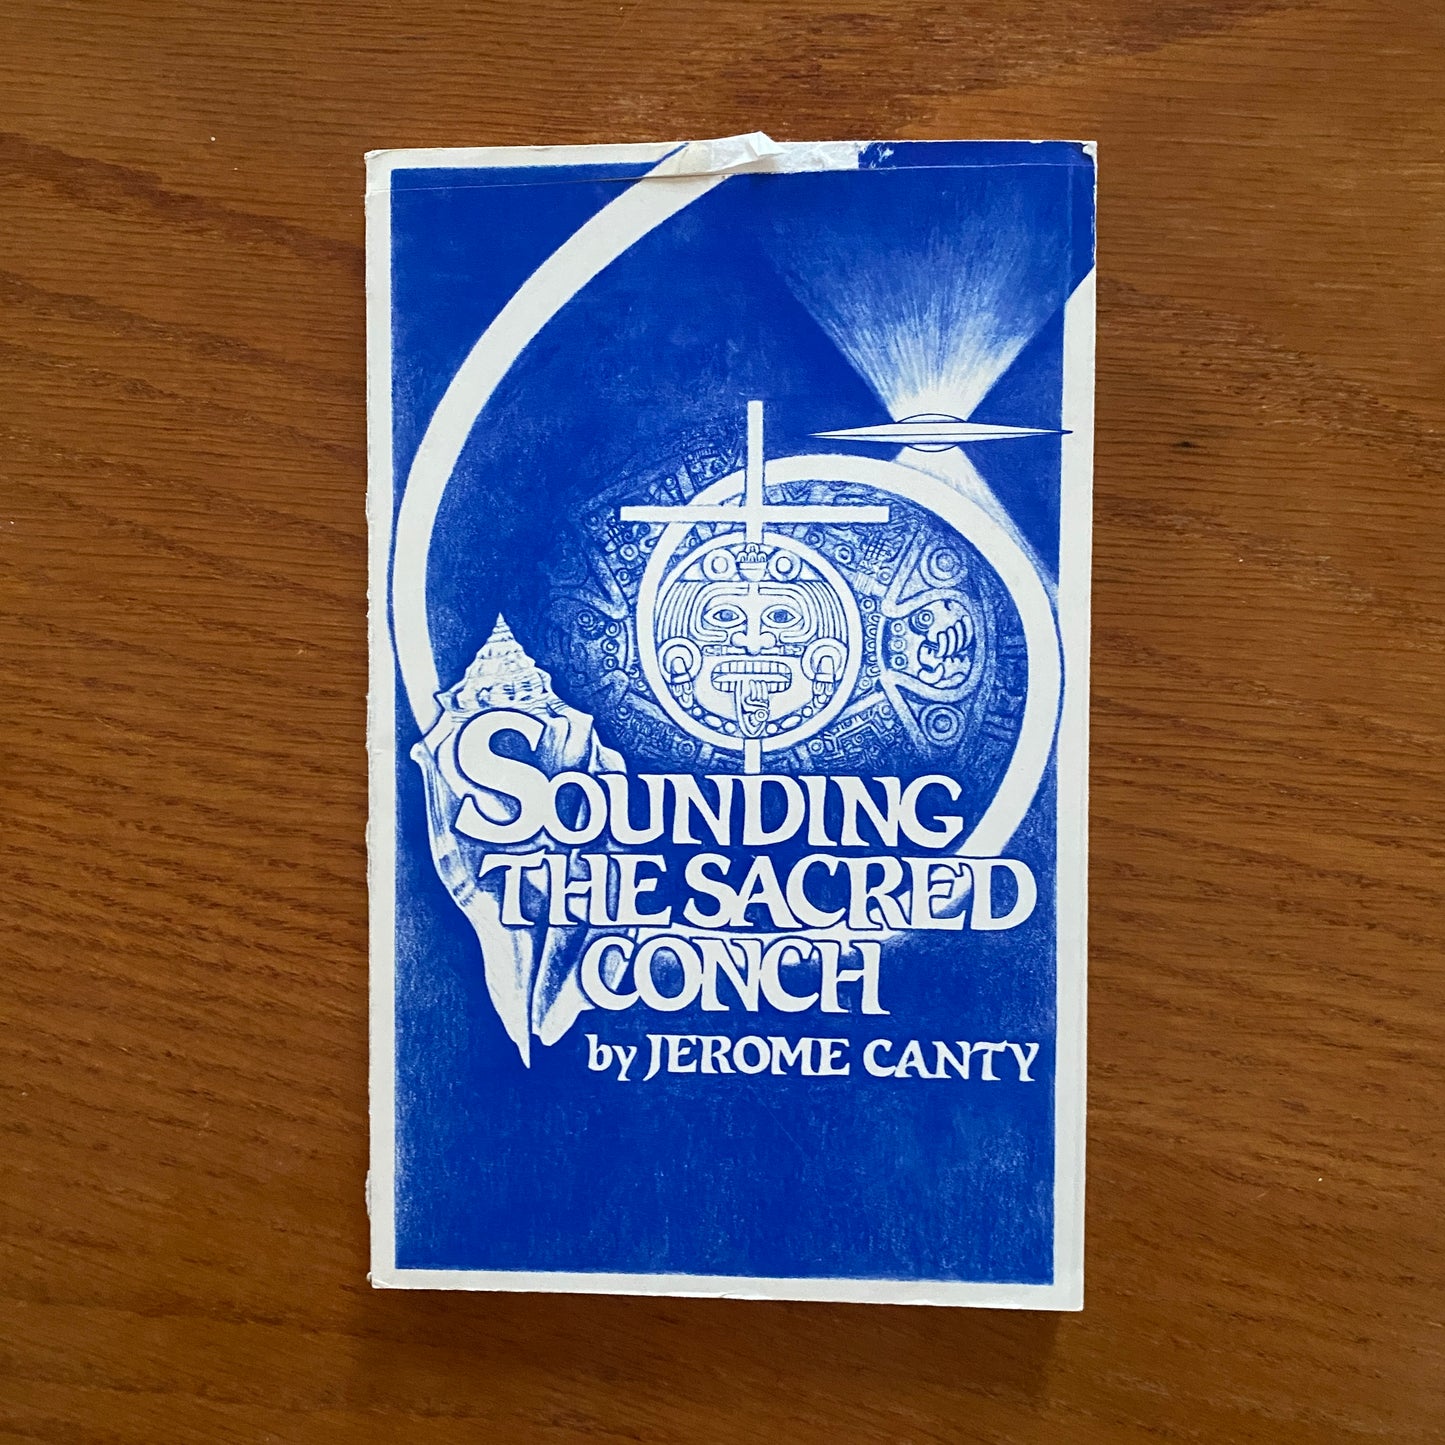 SOUNDING
THE SACRED
CONCH
by JEROME CANTY